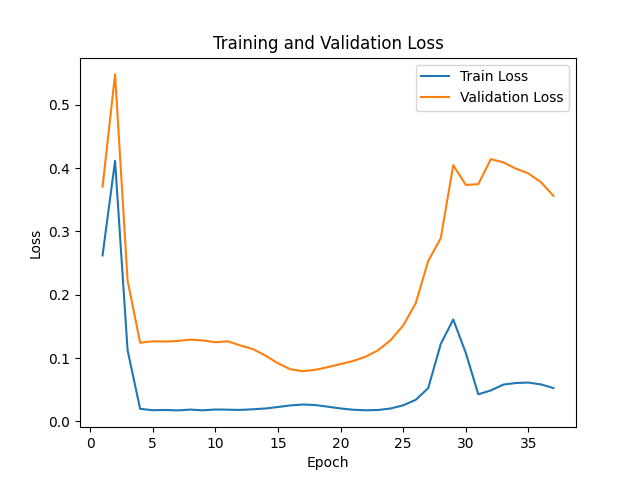 Training and Validation Loss
Train Loss
Validation Loss
Loss
0.5
0.4
0.3
0.2
0.1
0.0
0 5 10 15 20 25 30 35
Epoch